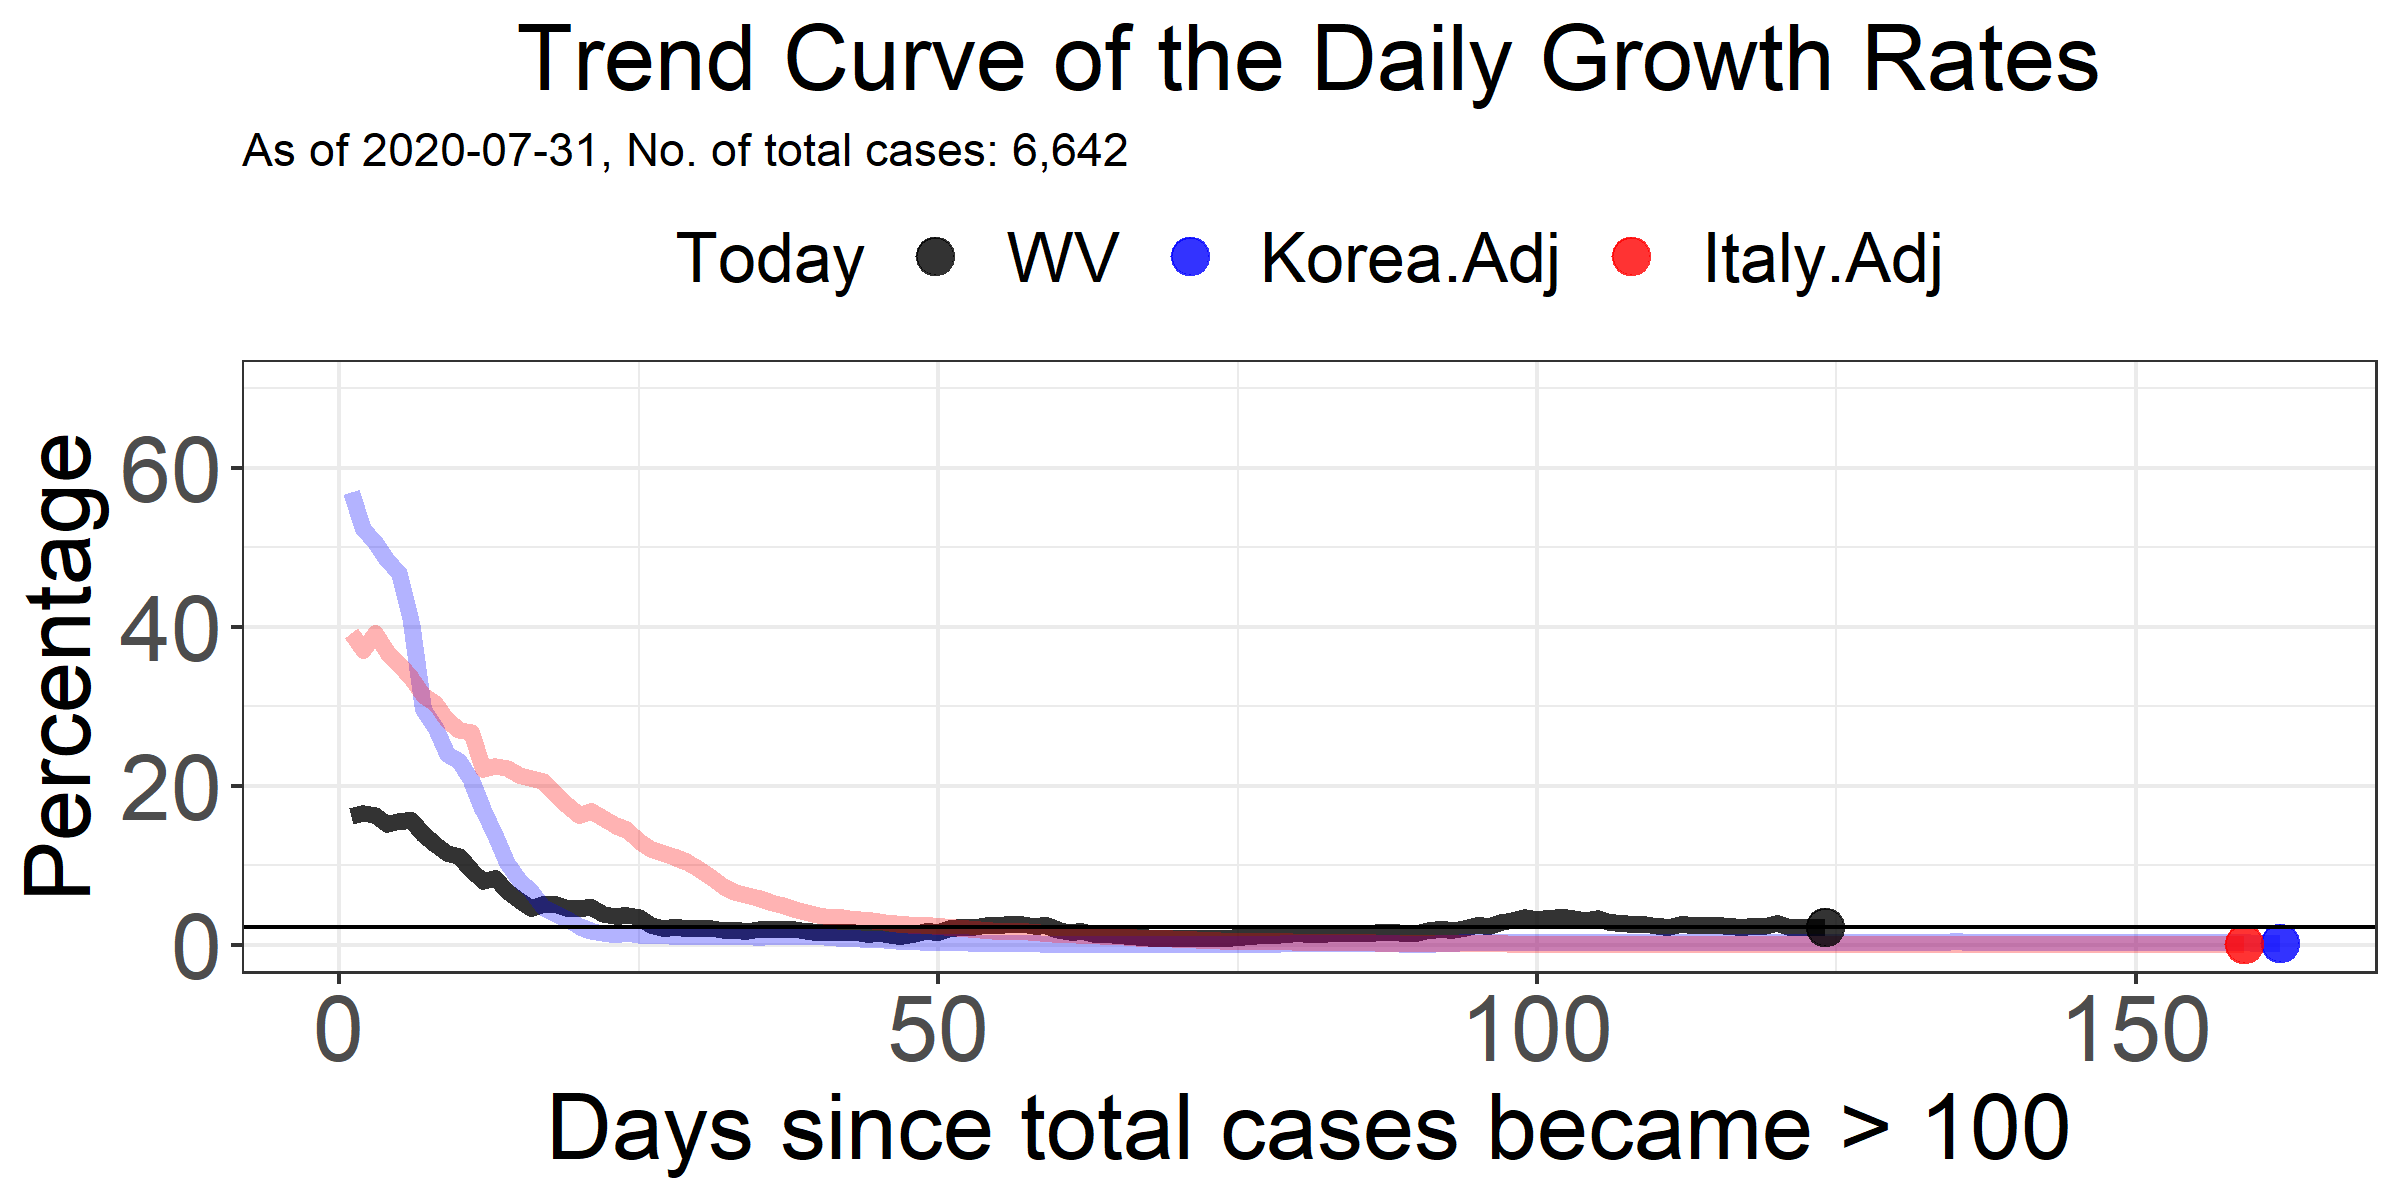 Trend Curve of the Daily Growth Rates
As of 2020-07-31, No. of total cases: 6,642
Today WV Korea.Adj Italy.Adj
Percentage
60
40
20
0
0 50 100 150
Days since total cases became > 100